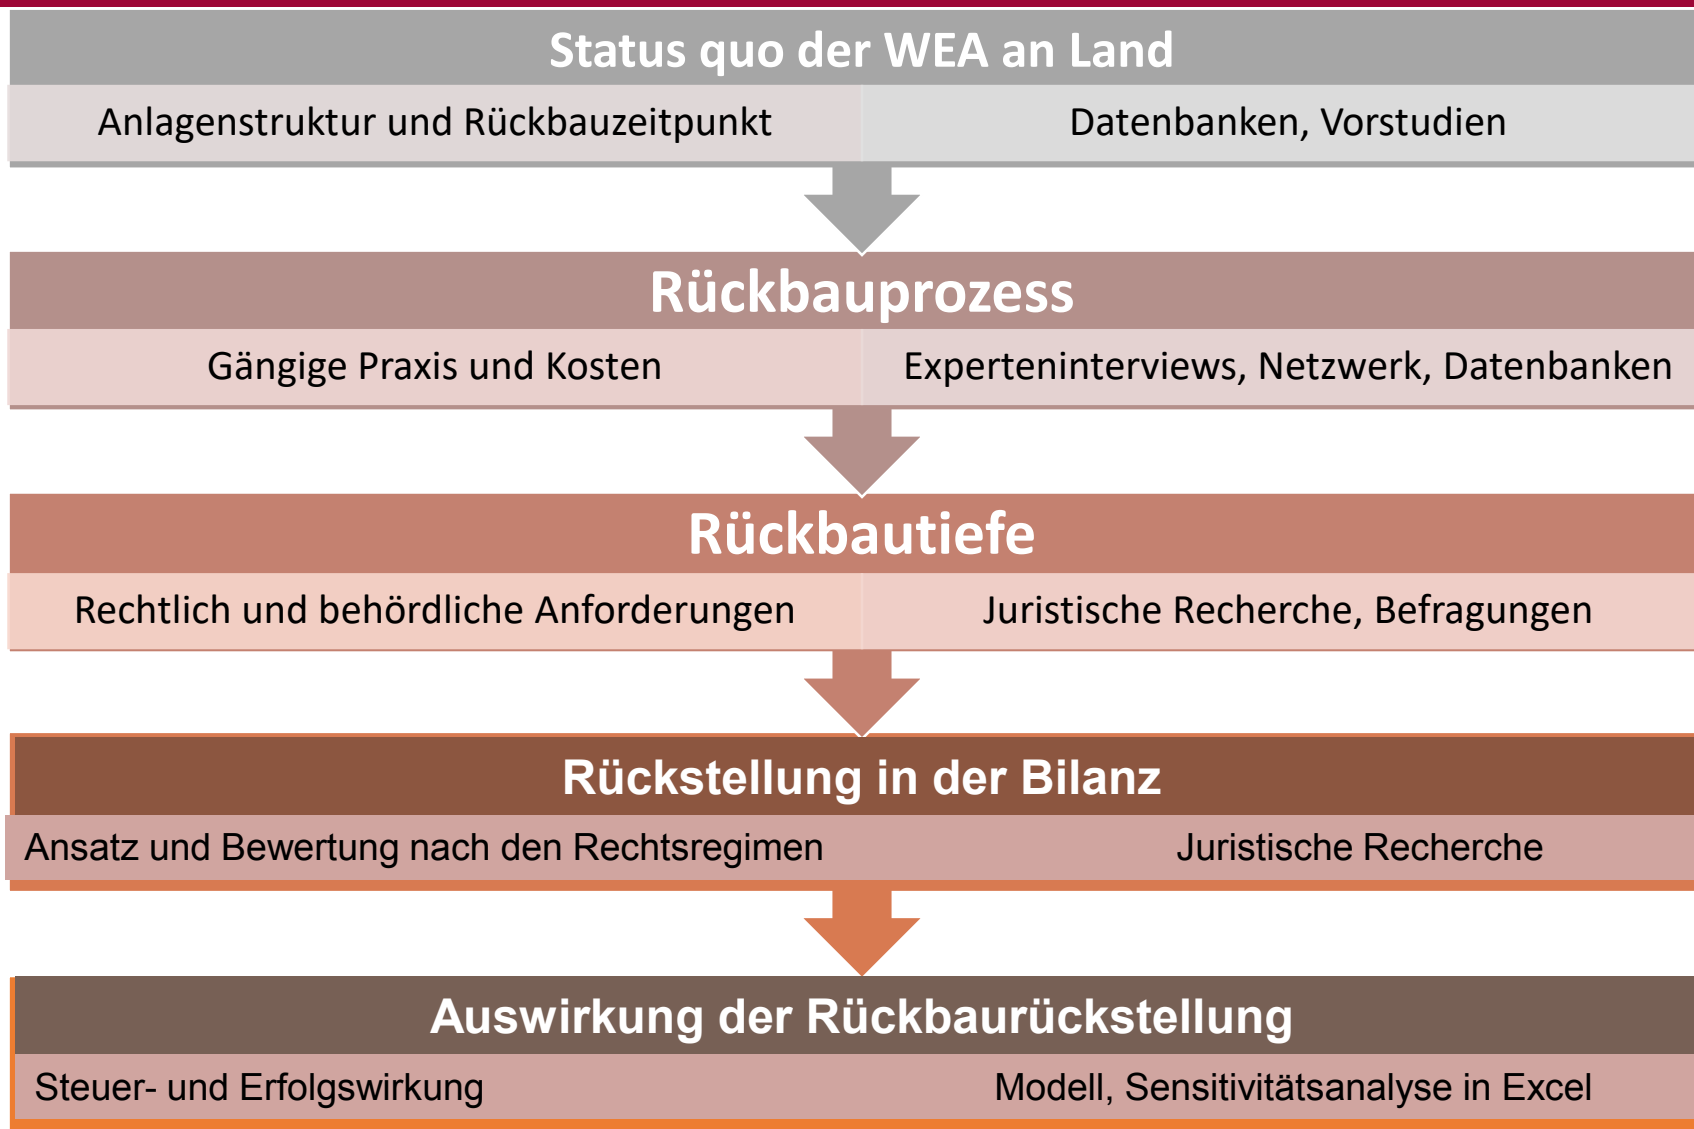 Status quo der WEA an Land
Anlagenstruktur und Rückbauzeitpunkt
Datenbanken, Vorstudien
Rückbauprozess
Gängige Praxis und Kosten
Experteninterviews, Netzwerk, Datenbanken
Rückbautiefe
Rechtlich und behördliche Anforderungen
Juristische Recherche, Befragungen
Rückstellung in der Bilanz
Ansatz und Bewertung nach den Rechtsregimen
Juristische Recherche
Auswirkung der Rückbaurückstellung
Steuer- und Erfolgswirkung
Modell, Sensitivitätsanalyse in Excel